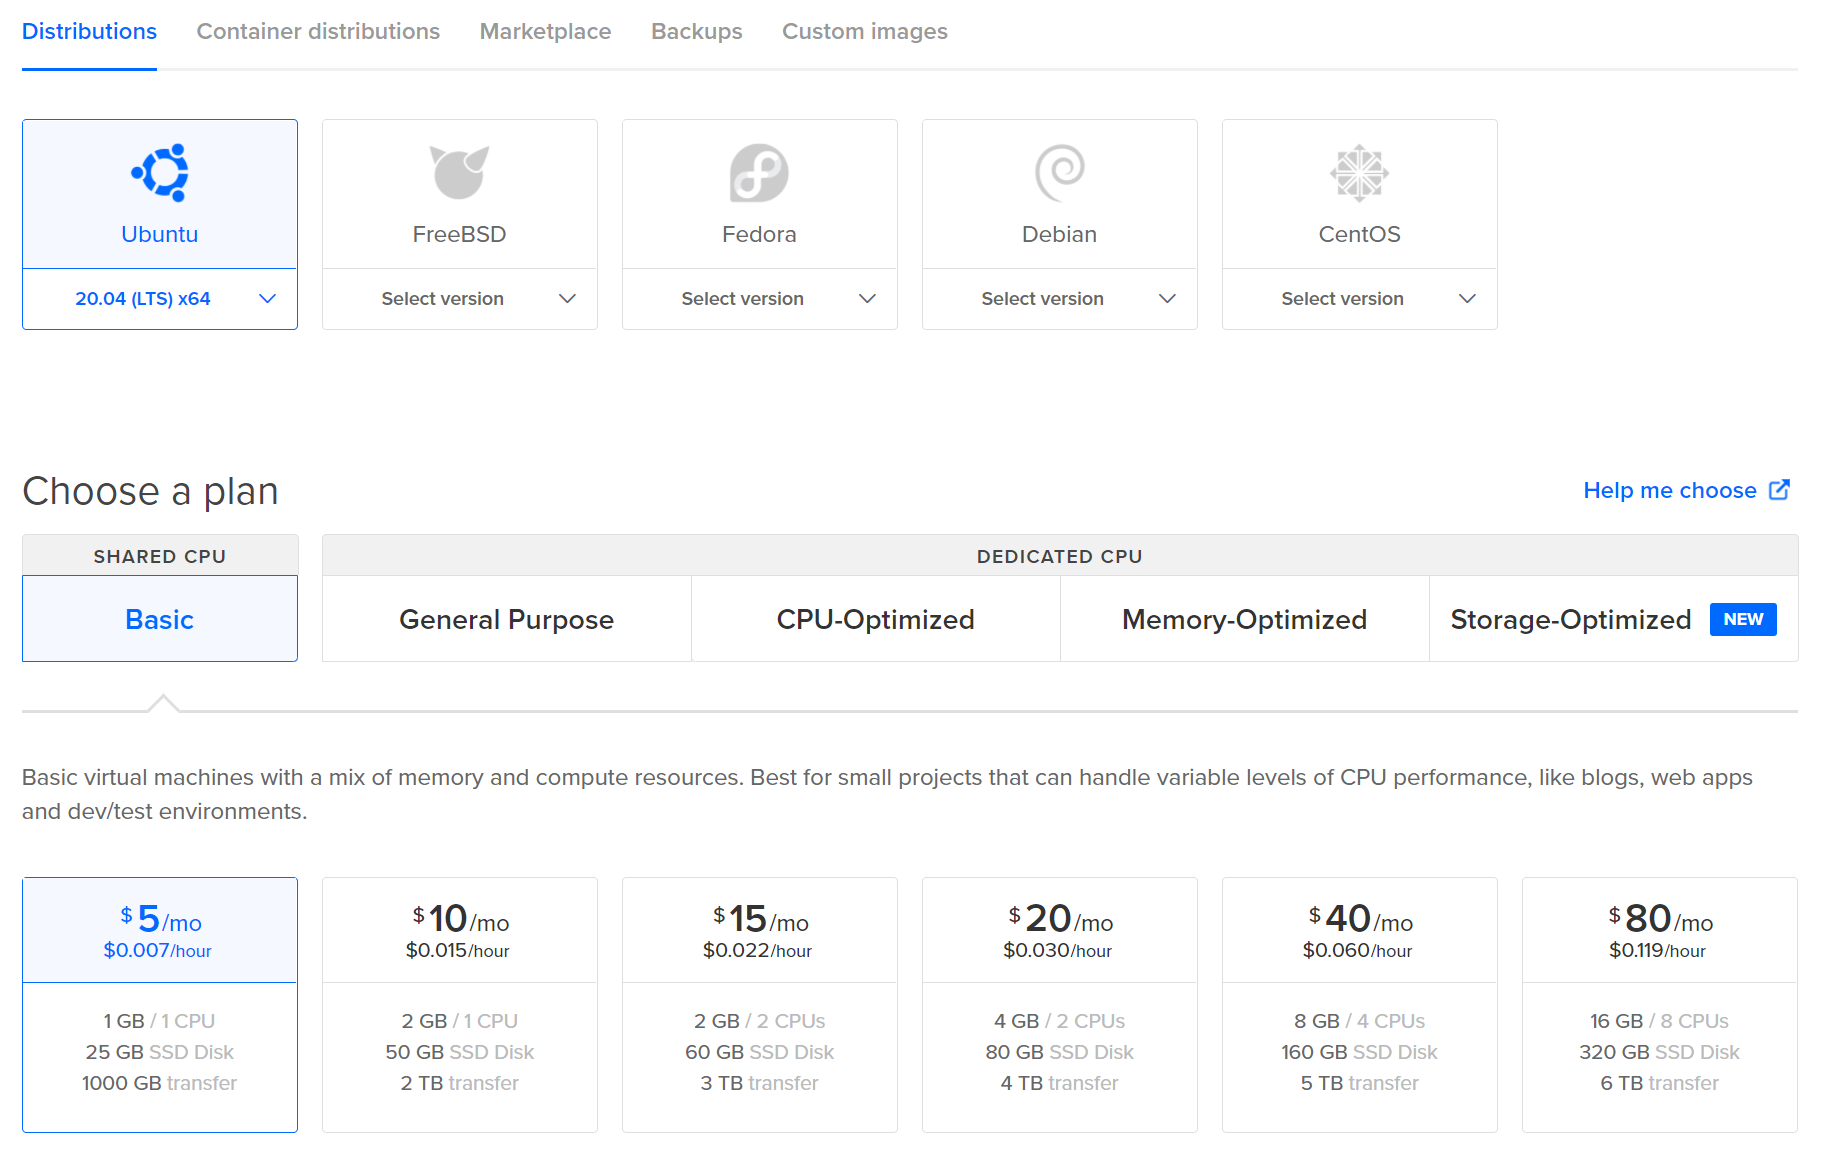 Distributions Container distributions Marketplace Backups Custom images
Ubuntu FreeBSD Fedora Debian CentOS
20.04 (LTS) x64 Select version Select version Select version Select version
Choose a plan Help me choose
SHARED CPU DEDICATED CPU
Basic General Purpose CPU-Optimized Memory-Optimized Storage-Optimized NEW
Basic virtual machines with a mix of memory and compute resources. Best for small projects that can handle variable levels of CPU performance, like blogs, web apps
and dev/test environments.
$5/mo $10/mo $15/mo $20/mo $40/mo $80/mo
$0.007/hour $0.015/hour $0.022/hour $0.030/hour $0.060/hour $0.119/hour
1 GB / 1 CPU 2 GB / 1 CPU 2 GB / 2 CPUs 4 GB / 2 CPUs 8 GB / 4 CPUs 16 GB / 8 CPUs
25 GB SSD Disk 50 GB SSD Disk 60 GB SSD Disk 80 GB SSD Disk 160 GB SSD Disk 320 GB SSD Disk
1000 GB transfer 2 TB transfer 3 TB transfer 4 TB transfer 5 TB transfer 6 TB transfer